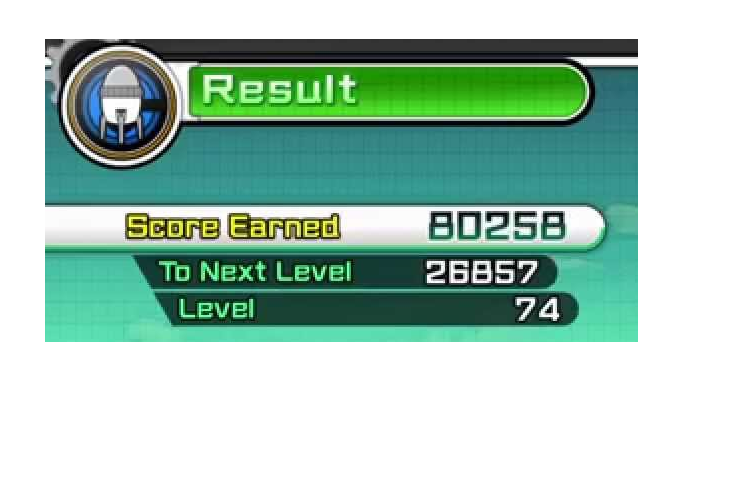 Result
Score Earned 80258
To Next Level 26857
Level 74